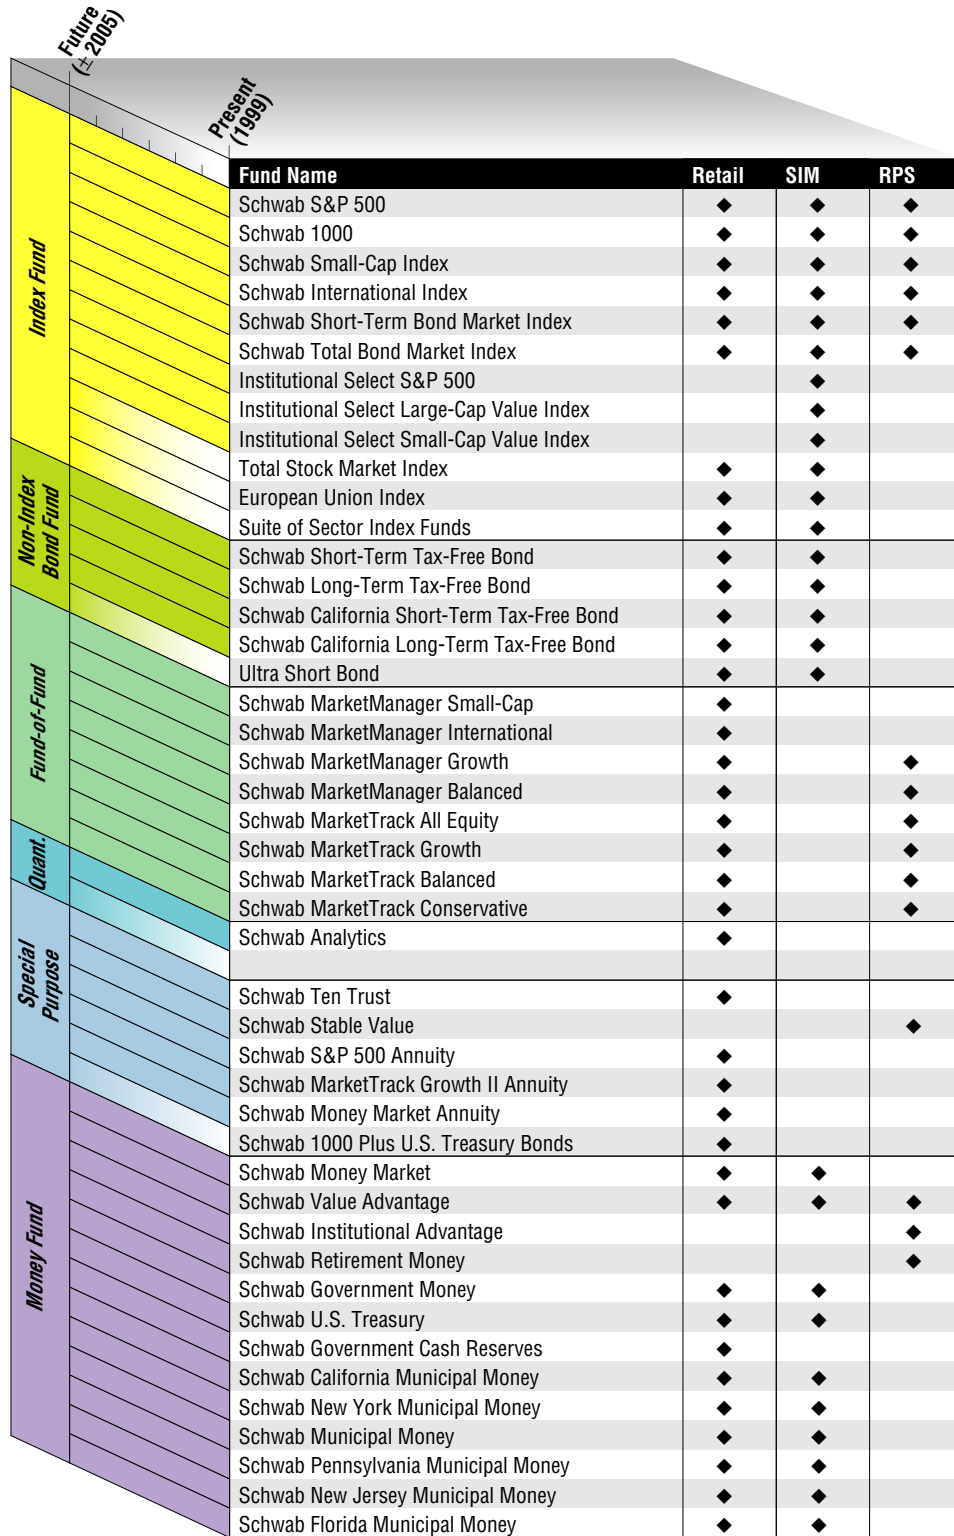 Future
(± 2005)
Present
(1999)
Fund Name Retail SIM RPS
Index Fund
Schwab S&P 500 ◆ ◆ ◆
Schwab 1000 ◆ ◆ ◆
Schwab Small-Cap Index ◆ ◆ ◆
Schwab International Index ◆ ◆ ◆
Schwab Short-Term Bond Market Index ◆ ◆ ◆
Schwab Total Bond Market Index ◆ ◆ ◆
Institutional Select S&P 500 ◆
Institutional Select Large-Cap Value Index ◆
Institutional Select Small-Cap Value Index ◆
Total Stock Market Index ◆ ◆
European Union Index ◆ ◆
Suite of Sector Index Funds ◆ ◆
Non-Index
Bond Fund
Schwab Short-Term Tax-Free Bond ◆ ◆
Schwab Long-Term Tax-Free Bond ◆ ◆
Schwab California Short-Term Tax-Free Bond ◆ ◆
Schwab California Long-Term Tax-Free Bond ◆ ◆
Ultra Short Bond ◆ ◆
Fund-of-Fund
Schwab MarketManager Small-Cap ◆
Schwab MarketManager International ◆
Schwab MarketManager Growth ◆ ◆
Schwab MarketManager Balanced ◆ ◆
Schwab MarketTrack All Equity ◆ ◆
Schwab MarketTrack Growth ◆ ◆
Schwab MarketTrack Balanced ◆ ◆
Schwab MarketTrack Conservative ◆ ◆
Quant.
Schwab Analytics ◆
Special
Purpose
Schwab Ten Trust ◆
Schwab Stable Value ◆
Schwab S&P 500 Annuity ◆
Schwab MarketTrack Growth II Annuity ◆
Schwab Money Market Annuity ◆
Schwab 1000 Plus U.S. Treasury Bonds ◆
Money Fund
Schwab Money Market ◆ ◆
Schwab Value Advantage ◆ ◆ ◆
Schwab Institutional Advantage ◆
Schwab Retirement Money ◆
Schwab Government Money ◆ ◆
Schwab U.S. Treasury ◆ ◆
Schwab Government Cash Reserves ◆
Schwab California Municipal Money ◆ ◆
Schwab New York Municipal Money ◆ ◆
Schwab Municipal Money ◆ ◆
Schwab Pennsylvania Municipal Money ◆ ◆
Schwab New Jersey Municipal Money ◆ ◆
Schwab Florida Municipal Money ◆ ◆